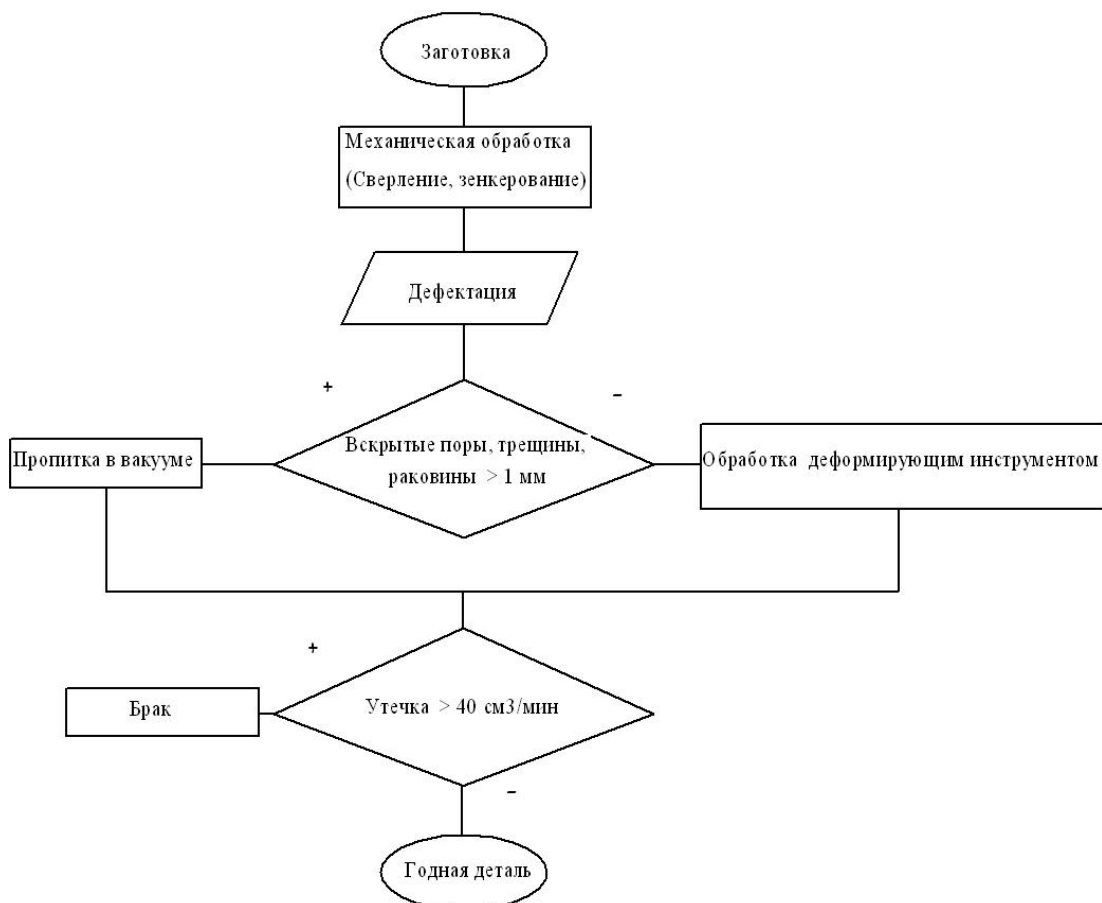 Заготовка
Механическая обработка
(Сверление, зенкерование)
Дефектация
+
-
Вскрытые поры, трещины,
раковины > 1 мм
Пропитка в вакууме
Обработка деформирующим инструментом
+
Утечка > 40 см3/мин
Брак
-
Годная деталь